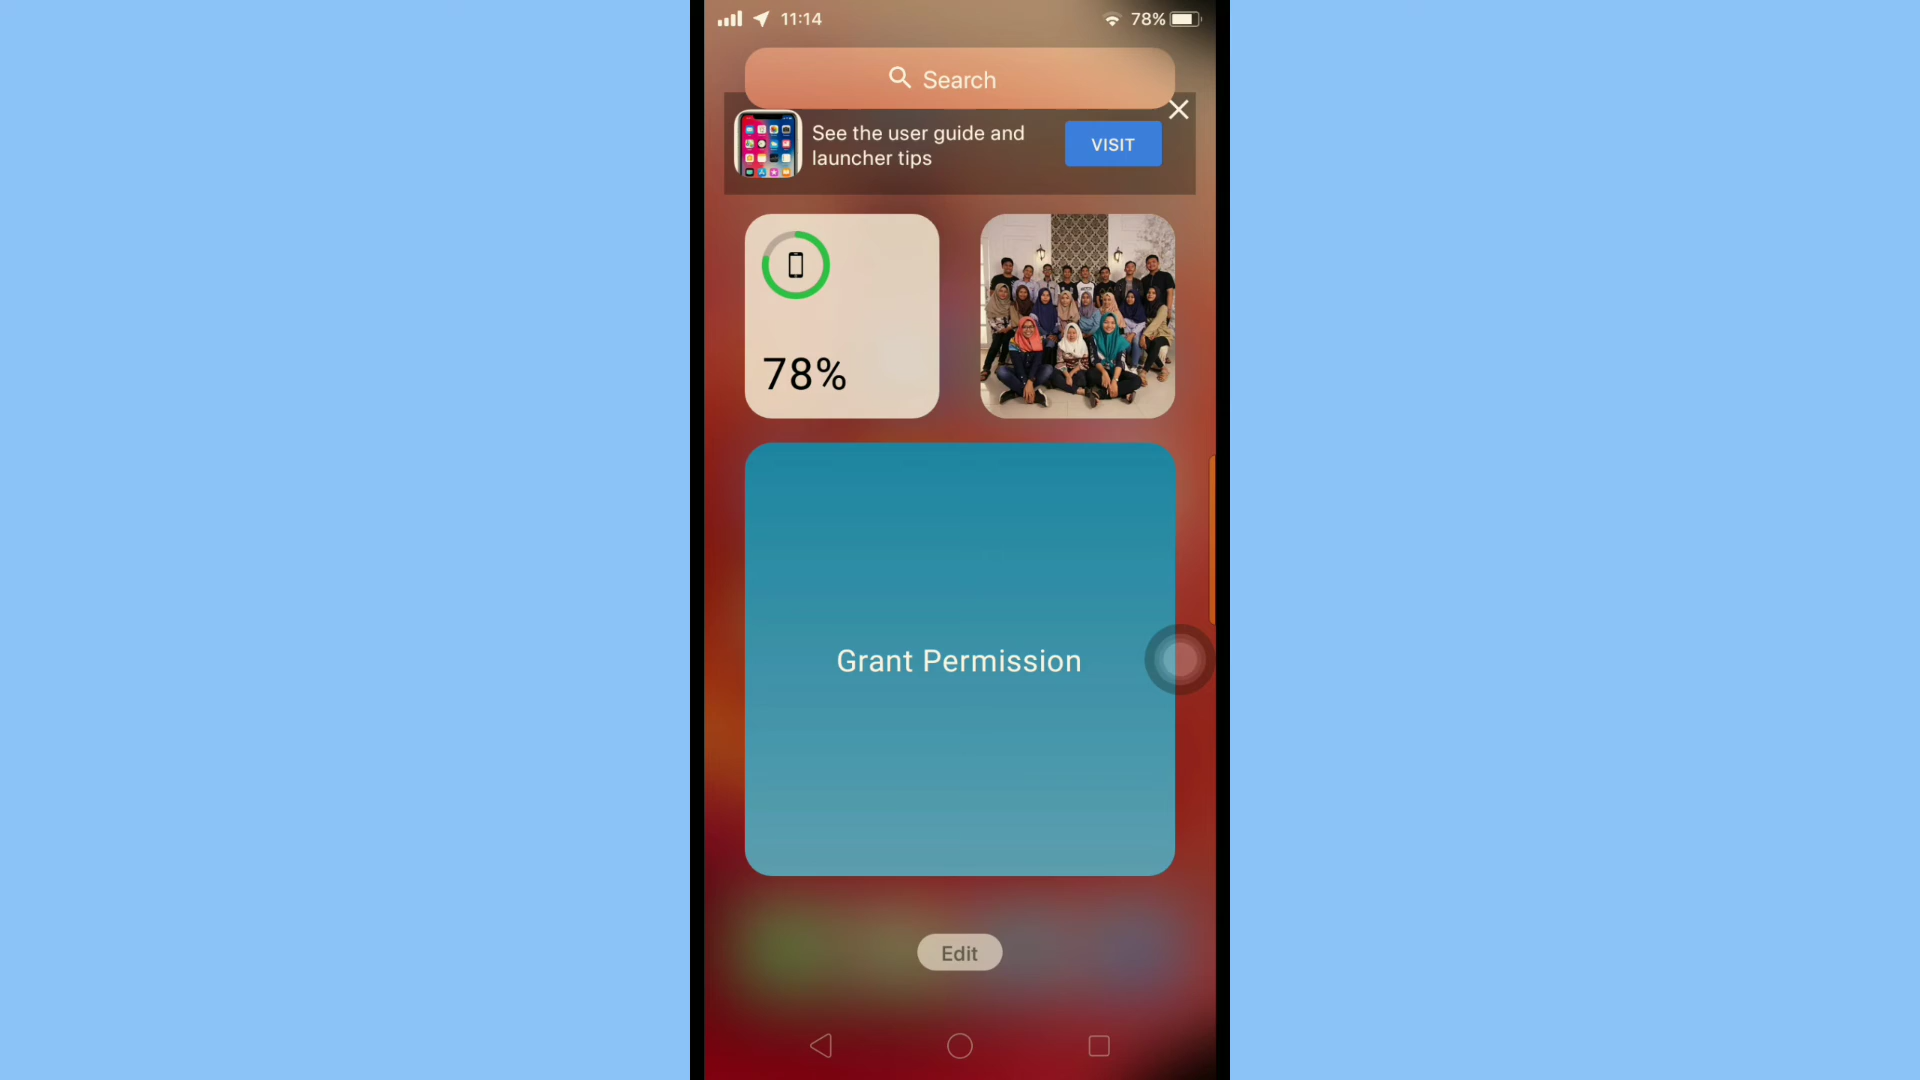 11:14
78%
Search
See the user guide and
launcher tips
VISIT
78%
Grant Permission
Edit